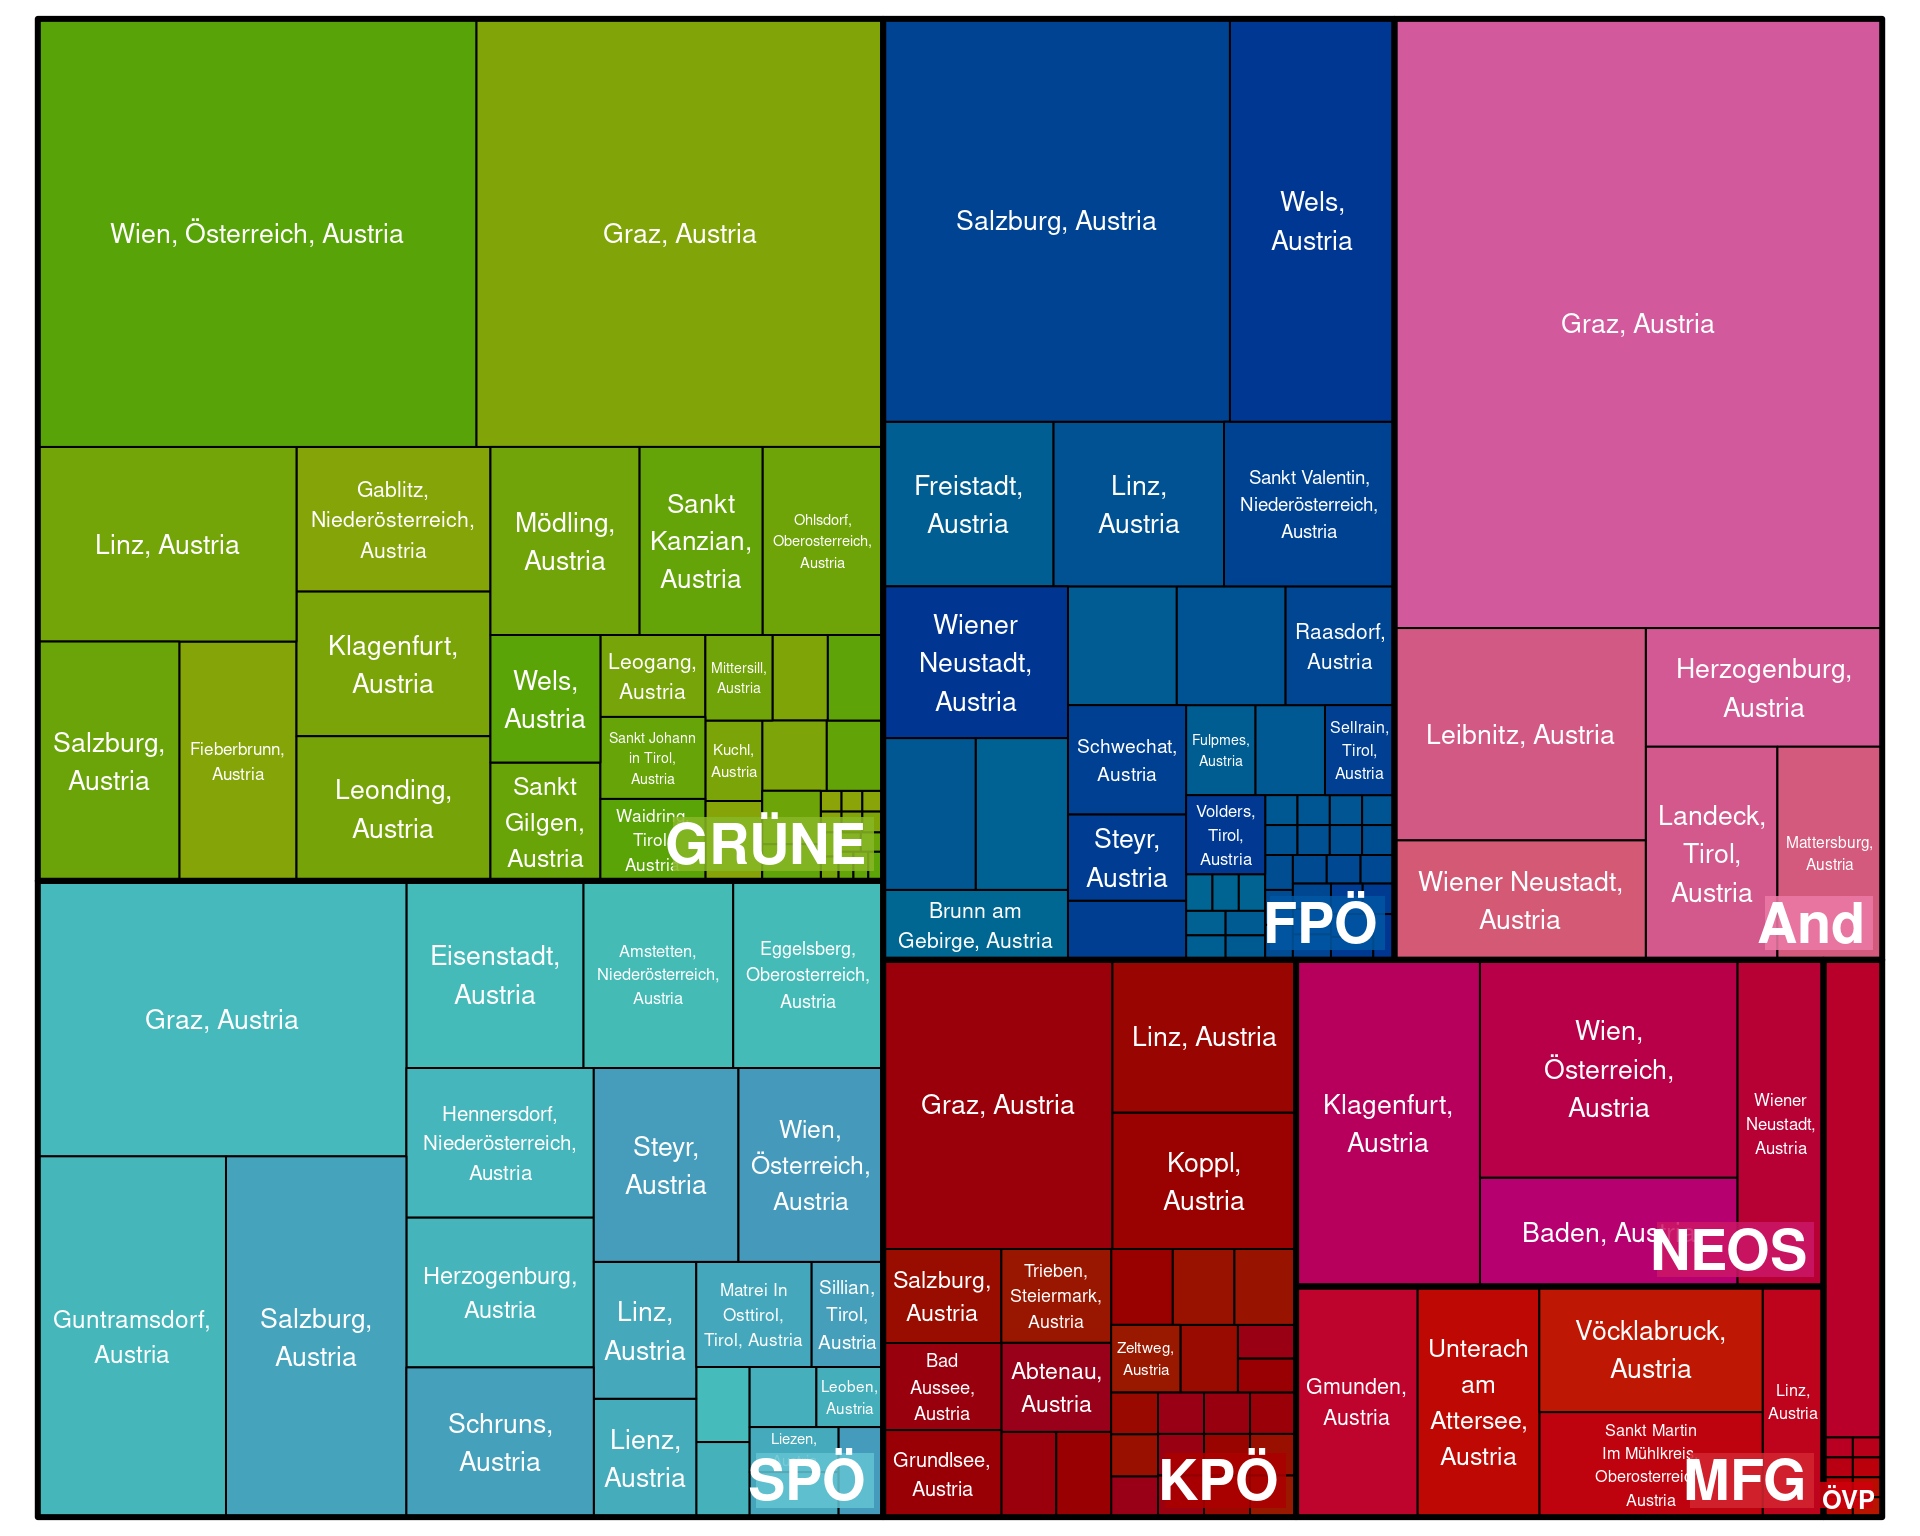 Wien, Österreich, Austria
Graz, Austria
Linz, Austria
Gablitz,
Niederösterreich,
Austria
Mödling,
Austria
Sankt
Kanzian,
Austria
Ohlsdorf,
Oberosterreich,
Austria
Klagenfurt,
Austria
Salzburg,
Austria
Fieberbrunn,
Austria
Leonding,
Austria
Wels,
Austria
Leogang,
Austria
Mittersill,
Austria
Sankt Johann
in Tirol,
Austria
Kuchl,
Austria
Sankt
Gilgen,
Austria
Waidring,
Tirol,
Austria
GRÜNE
Salzburg, Austria
Wels,
Austria
Freistadt,
Austria
Linz,
Austria
Sankt Valentin,
Niederösterreich,
Austria
Wiener
Neustadt,
Austria
Raasdorf,
Austria
Schwechat,
Austria
Fulpmes,
Austria
Sellrain,
Tirol,
Austria
Steyr,
Austria
Volders,
Tirol,
Austria
Brunn am
Gebirge, Austria
FPÖ
Graz, Austria
Leibnitz, Austria
Herzogenburg,
Austria
Wiener Neustadt,
Austria
Landeck,
Tirol,
Austria
Mattersburg,
Austria
And
Graz, Austria
Eisenstadt,
Austria
Amstetten,
Niederösterreich,
Austria
Eggelsberg,
Oberosterreich,
Austria
Hennersdorf,
Niederösterreich,
Austria
Steyr,
Austria
Wien,
Österreich,
Austria
Guntramsdorf,
Austria
Salzburg,
Austria
Herzogenburg,
Austria
Schruns,
Austria
Linz,
Austria
Matrei In
Osttirol,
Tirol, Austria
Sillian,
Tirol,
Austria
Lienz,
Austria
Leoben,
Austria
Liezen,
SPÖ
Graz, Austria
Linz, Austria
Koppl,
Austria
Salzburg,
Austria
Trieben,
Steiermark,
Austria
Bad
Aussee,
Austria
Abtenau,
Austria
Zeltweg,
Austria
Grundlsee,
Austria
KPÖ
Klagenfurt,
Austria
Wien,
Österreich,
Austria
Wiener
Neustadt,
Austria
Baden, Austria
NEOS
Gmunden,
Austria
Unterach
am
Attersee,
Austria
Vöcklabruck,
Austria
Sankt Martin
Im Mühlkreis,
Oberosterreich,
Austria
Linz,
Austria
MFG
ÖVP